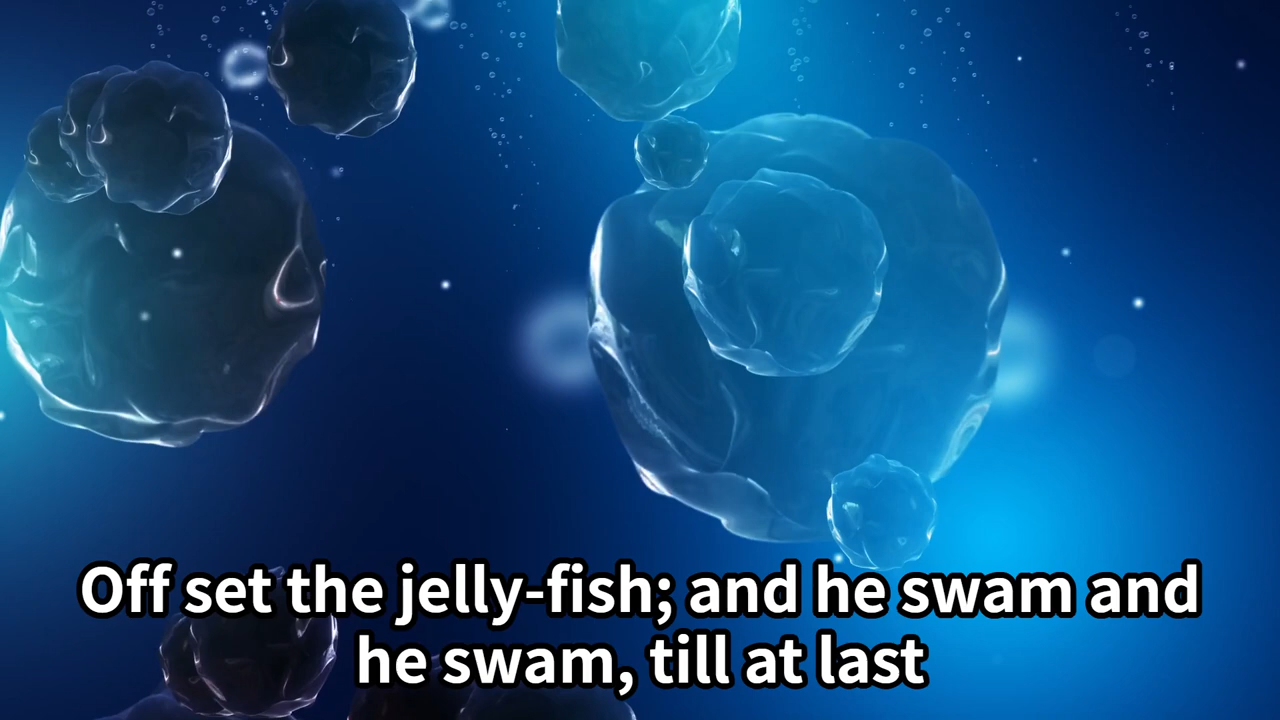 Off set the jelly-fish; and he swam and
he swam, till at last